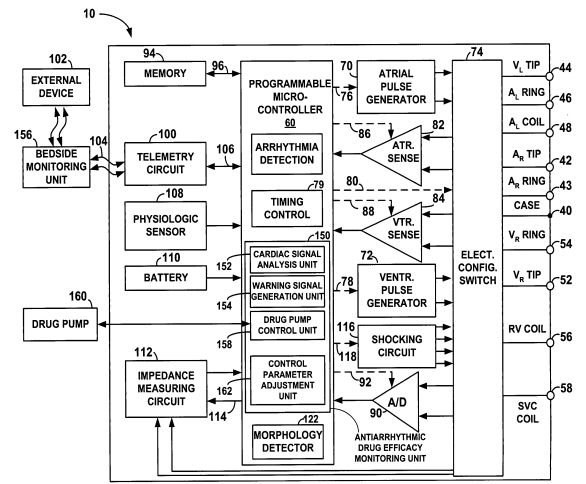 10
102
EXTERNAL
DEVICE
156
BEDSIDE
MONITORING
UNIT
104
94
MEMORY
96
100
TELEMETRY
CIRCUIT
106
108
PHYSIOLOGIC
SENSOR
110
BATTERY
160
DRUG PUMP
112
IMPEDANCE
MEASURING
CIRCUIT
114
PROGRAMMABLE
MICRO-
CONTROLLER
60
ARRHYTHMIA
DETECTION
79
TIMING
CONTROL
150
CARDIAC SIGNAL
ANALYSIS UNIT
152
WARNING SIGNAL
GENERATION UNIT
154
DRUG PUMP
CONTROL UNIT
158
CONTROL
PARAMETER
ADJUSTMENT
UNIT
162
122
MORPHOLOGY
DETECTOR
ANTIARRHYTHMIC
DRUG EFFICACY
MONITORING UNIT
70
ATRIAL
PULSE
GENERATOR
76
82
ATR.
SENSE
86
80
84
VTR.
SENSE
88
72
VENTR.
PULSE
GENERATOR
78
116
SHOCKING
CIRCUIT
118
92
A/D
90
74
ELECT.
CONFIG.
SWITCH
VL TIP
44
AL RING
46
AL COIL
48
AR TIP
42
AR RING
43
CASE
40
VR RING
54
VR TIP
52
RV COIL
56
58
SVC
COIL